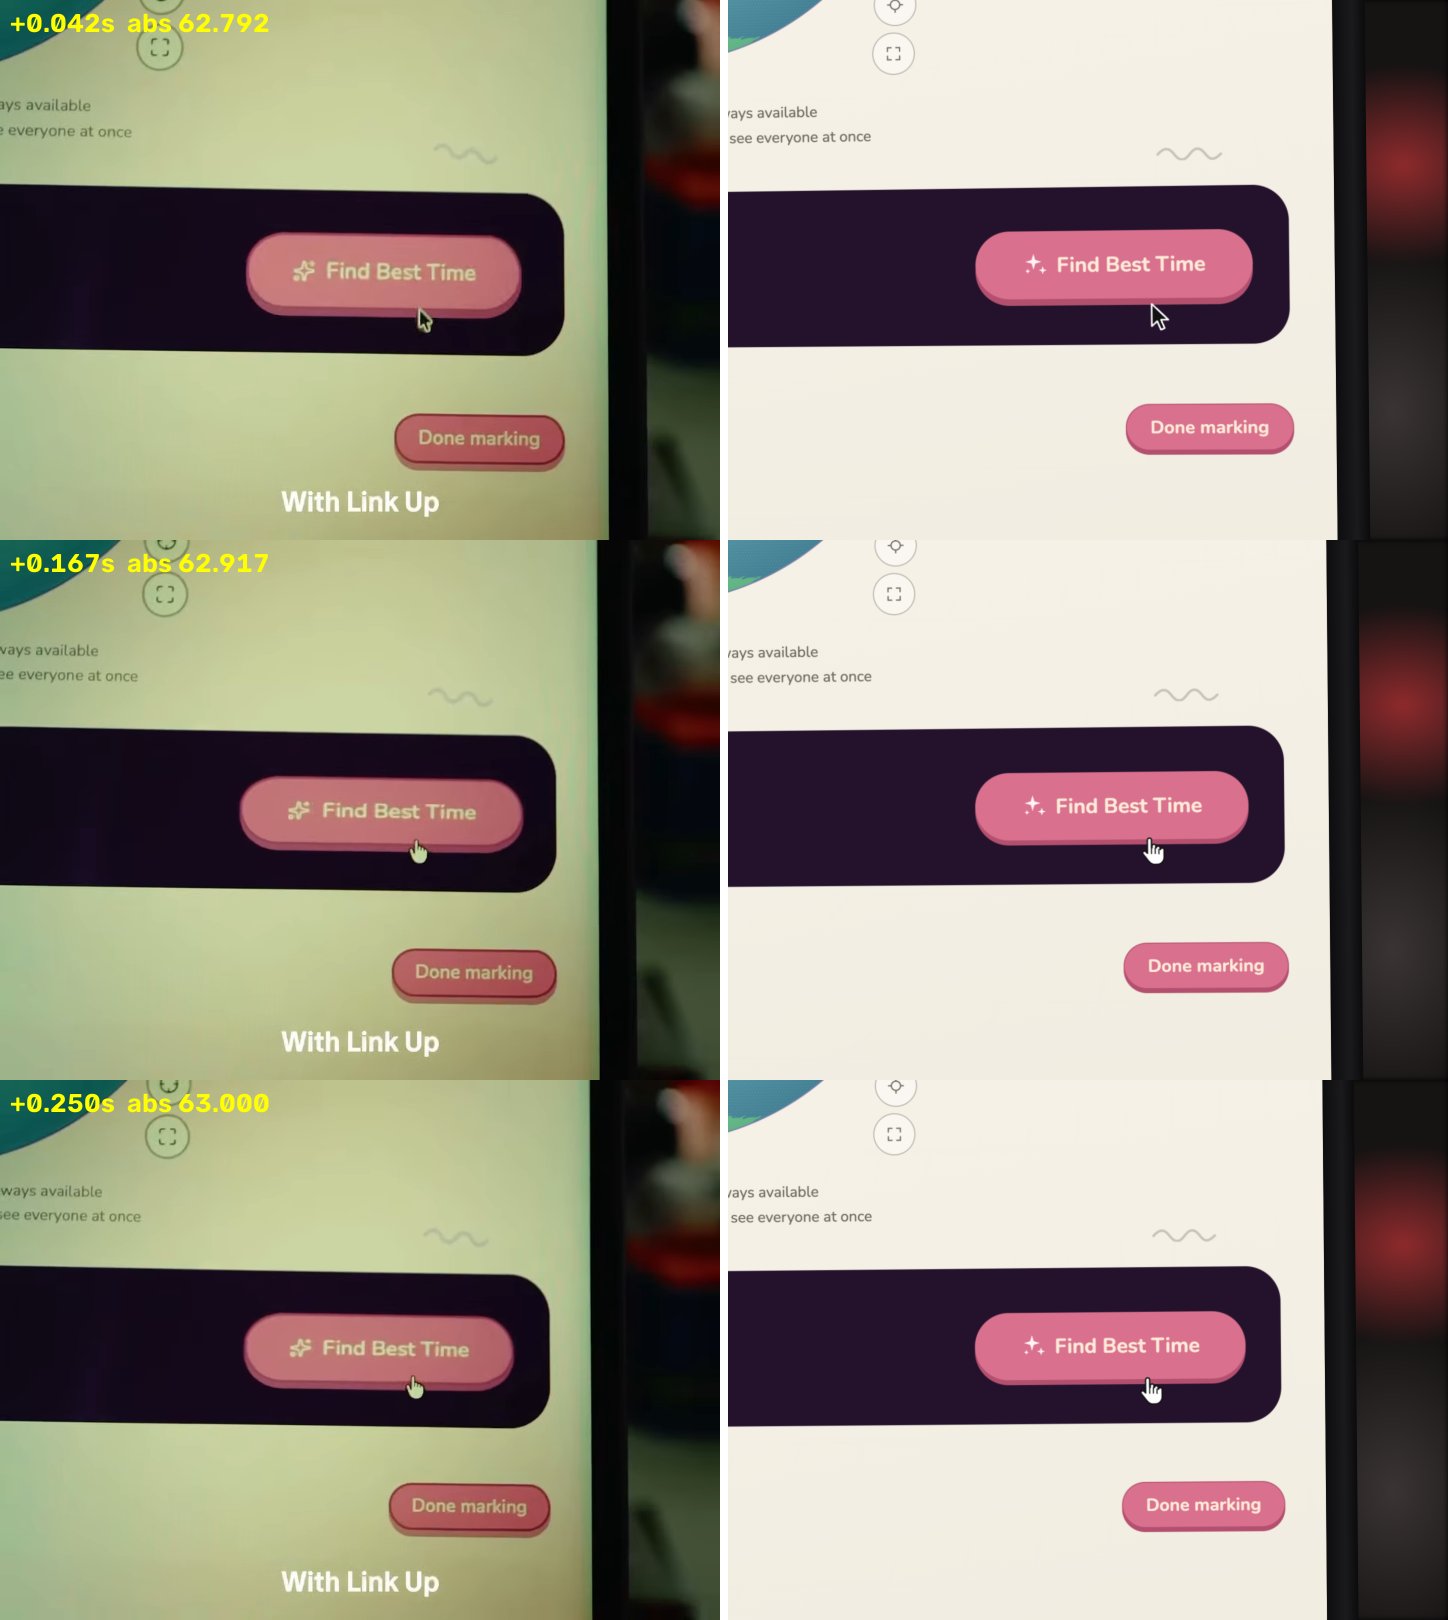 +0.042s abs 62.792
ays available
e everyone at once
Find Best Time
Done marking
With Link Up
ways available
see everyone at once
Find Best Time
Done marking
+0.167s abs 62.917
ways available
ee everyone at once
Find Best Time
Done marking
With Link Up
ways available
see everyone at once
Find Best Time
Done marking
+0.250s abs 63.000
ways available
see everyone at once
Find Best Time
Done marking
With Link Up
ways available
see everyone at once
Find Best Time
Done marking